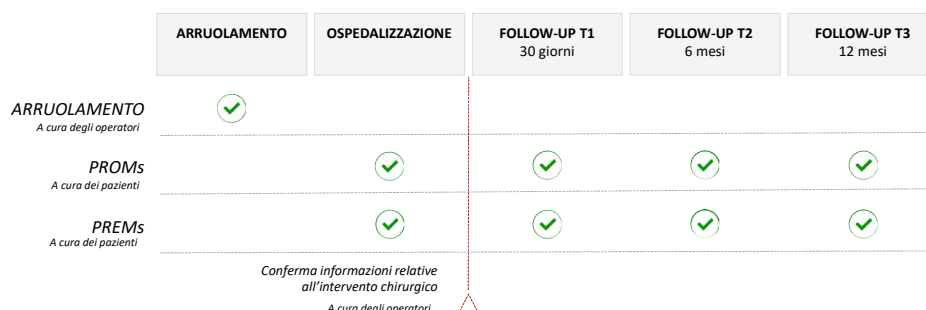 ARRUOLAMENTO
OSPEDALIZZAZIONE
FOLLOW-UP T1
30 giorni
FOLLOW-UP T2
6 mesi
FOLLOW-UP T3
12 mesi
ARRUOLAMENTO
A cura degli operatori
PROMs
A cura dei pazienti
PREMs
A cura dei pazienti
Conferma informazioni relative
all'intervento chirurgico
A cura degli operatori